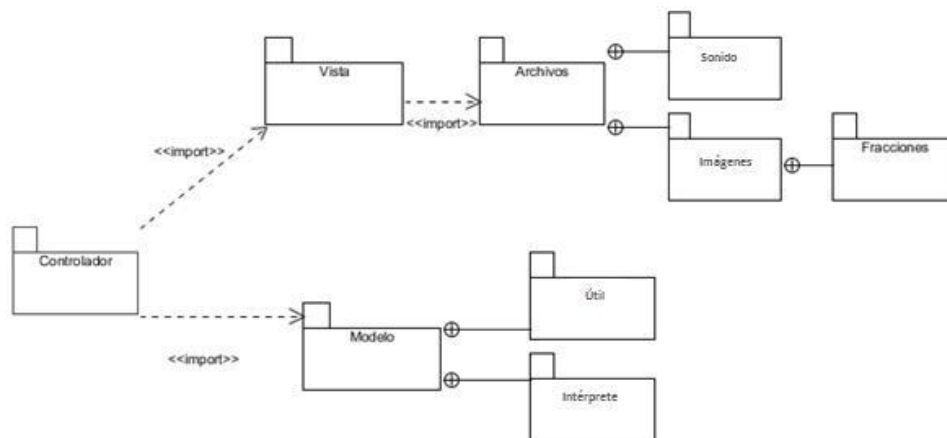 Sonido
Vista
Archivos
<<import>>
<<import>>
Imágenes
Fracciones
Controlador
Útil
Modelo
<<import>>
Intérprete